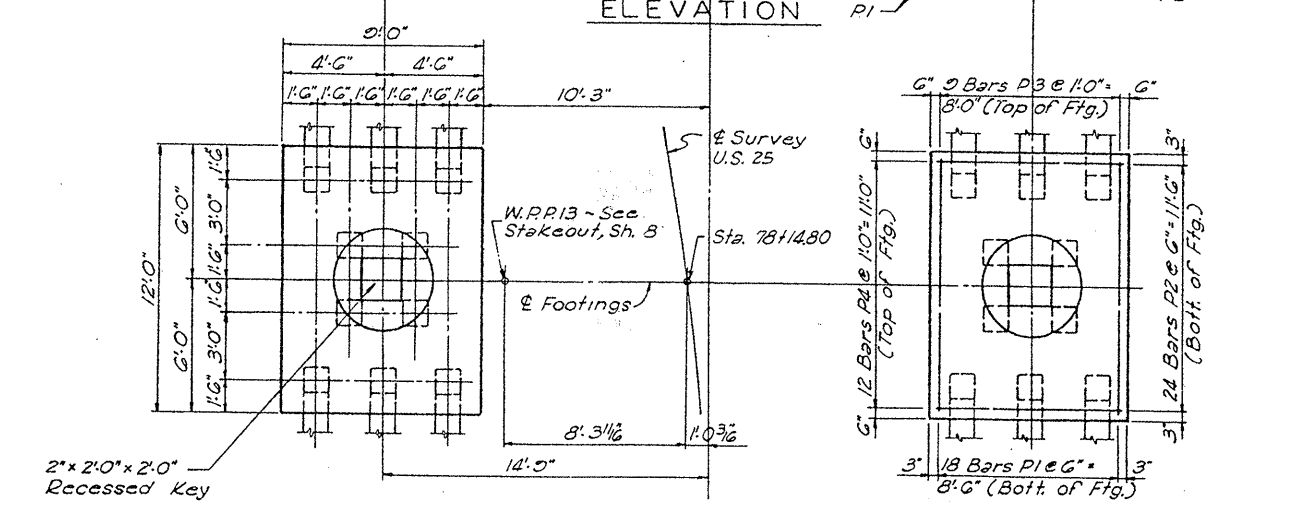 ELEVATION
P.1
9'-0"
4'-6" 4'-6"
1'-6" 1'-6" 1'-6" 1'-6" 1'-6" 1'-6"
10'-3"
6" 9 Bars P3 @ 1'-0"= 6"
8'-0" (Top of Ftg.)
℄ Survey
U.S. 25
W.P.P.13 ~ See
Stakeout, Sh. 8
Sta. 78+14.80
℄ Footings
12'-0"
6'-0"
6'-0"
1'-6"
3'-0"
1'-6"
1'-6"
3'-0"
1'-6"
6"
12 Bars P4 @ 1'-0"= 11'-0"
(Top of Ftg.)
6"
3"
24 Bars P2 @ 6"= 11'-6"
(Bott. of Ftg.)
3"
8'-3 1/16" 1'-0 3/16"
14'-9"
2" x 2'-0" x 2'-0"
Recessed Key
3" 18 Bars P1 @ 6"= 3"
8'-6" (Bott. of Ftg.)